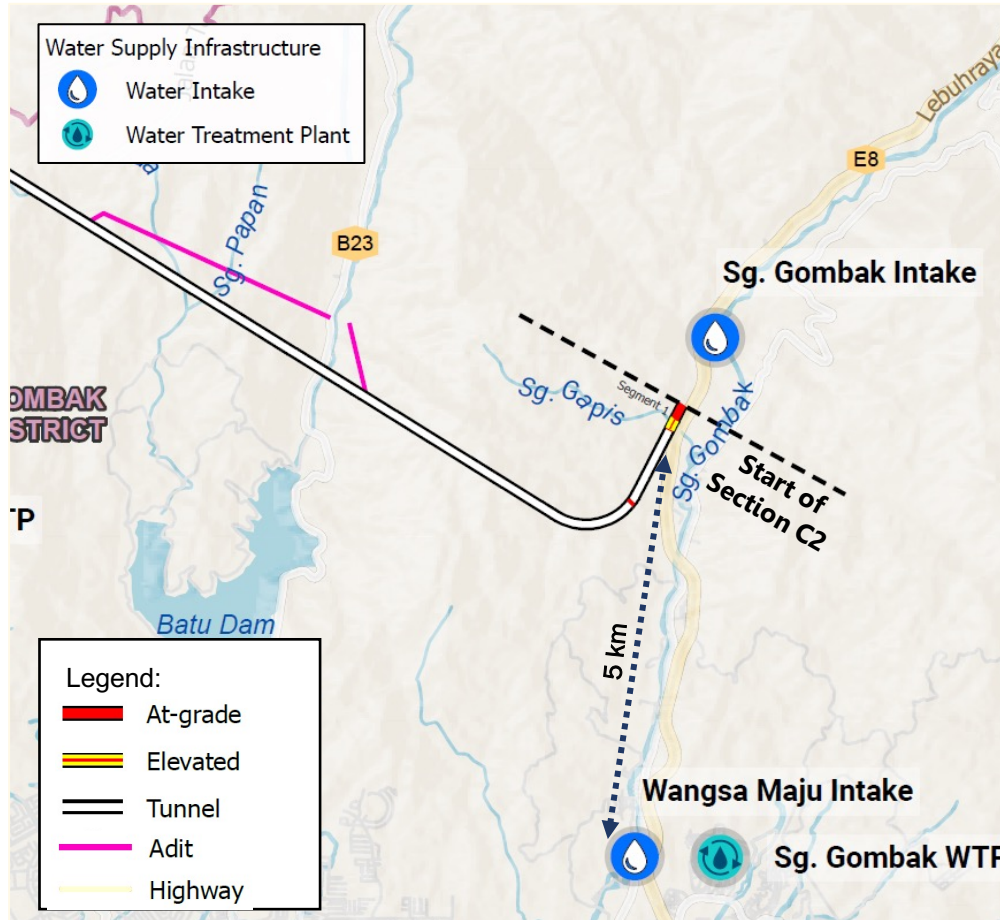 Water Supply Infrastructure
Water Intake
Water Treatment Plant
Lebuhraya
E8
Sg. Papan
B23
Sg. Gombak Intake
OMBAK
STRICT
Sg. Gapis
Segment 1
Sg. Gombak
Start of
Section C2
TP
Batu Dam
5 km
Legend:
At-grade
Elevated
Tunnel
Adit
Highway
Wangsa Maju Intake
Sg. Gombak WTP